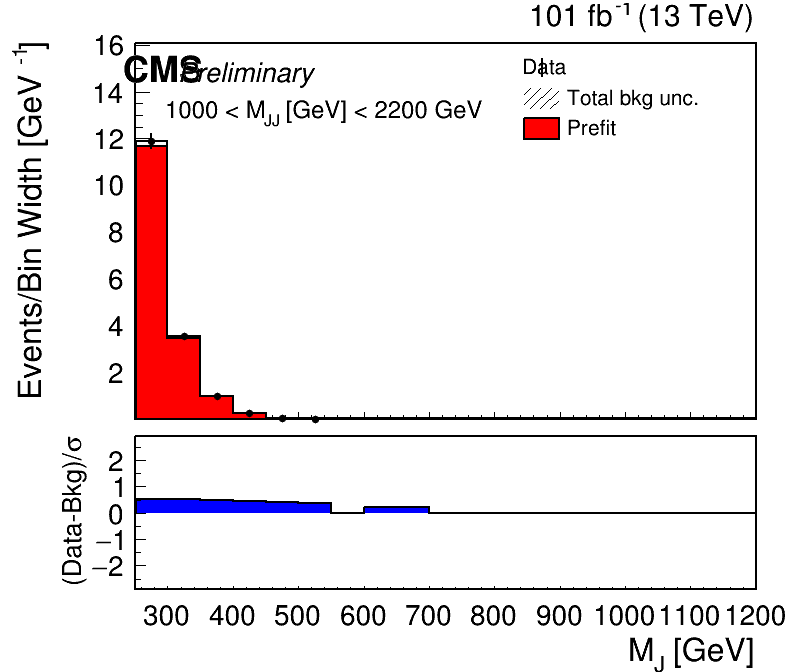 101 fb⁻¹ (13 TeV)
Events/Bin Width [GeV⁻¹]
16
14
12
10
8
6
4
2
CMS Preliminary
1000 < M_JJ [GeV] < 2200 GeV
Data
Total bkg unc.
Prefit
(Data-Bkg)/σ
2
1
0
−1
−2
300 400 500 600 700 800 900 1000 1100 1200
M_J [GeV]